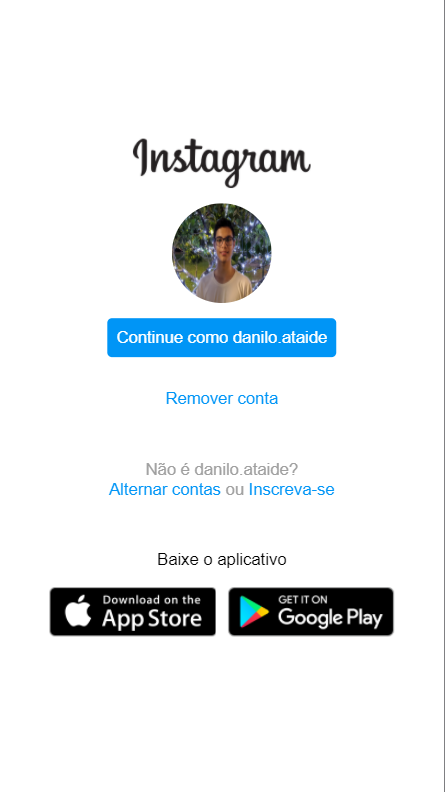 Instagram
Continue como danilo.ataide
Remover conta
Não é danilo.ataide?
Alternar contas ou Inscreva-se
Baixe o aplicativo
Download on the
App Store
GET IT ON
Google Play